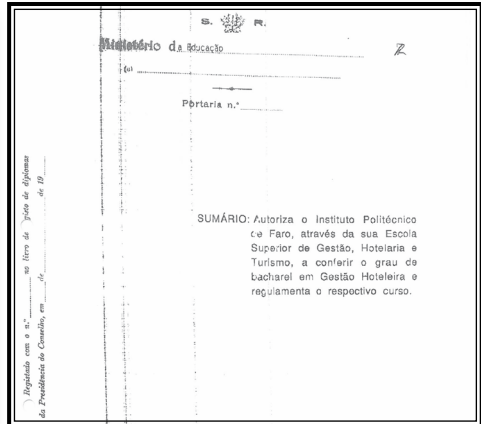 S. R.
Ministério da Educação
(a)
Portaria n.º
SUMÁRIO: Autoriza o Instituto Politécnico
de Faro, através da sua Escola
Superior de Gestão, Hotelaria e
Turismo, a conferir o grau de
bacharel em Gestão Hoteleira e
regulamenta o respectivo curso.
Registado com o n.º no livro de registo de diplomas
da Presidência do Conselho, em de de 19